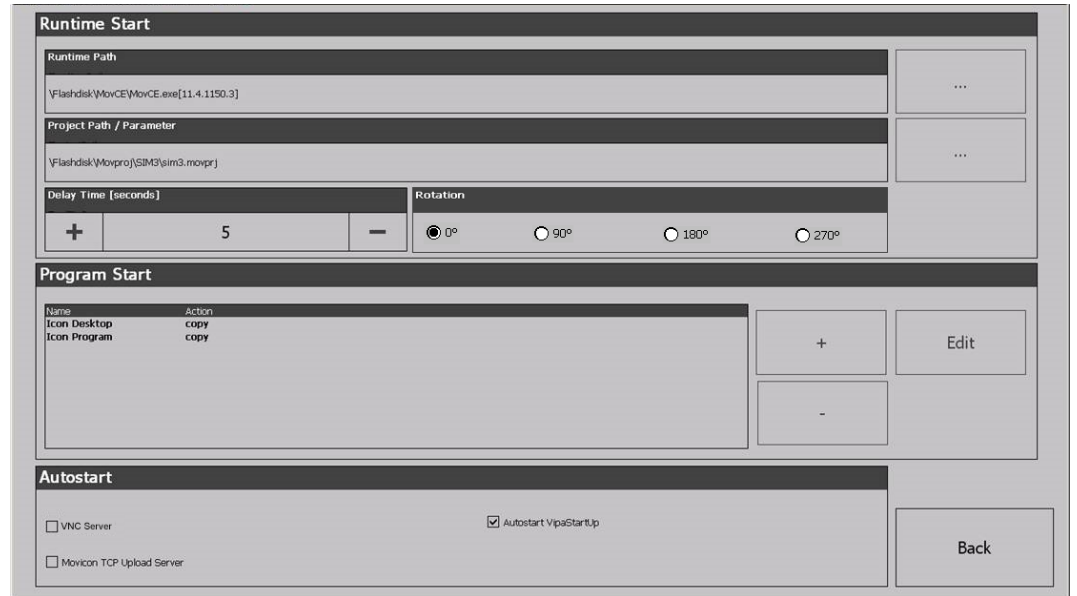 Runtime Start
Runtime Path
\Flashdisk\MovCE\MovCE.exe[11.4.1150.3]
...
Project Path / Parameter
\Flashdisk\Movproj\SIM3\sim3.movprj
...
Delay Time [seconds]
Rotation
+ 5 −
0° 90° 180° 270°
Program Start
Name Action
Icon Desktop copy
Icon Program copy
+ Edit
-
Autostart
VNC Server
Autostart VipaStartUp
Movicon TCP Upload Server
Back